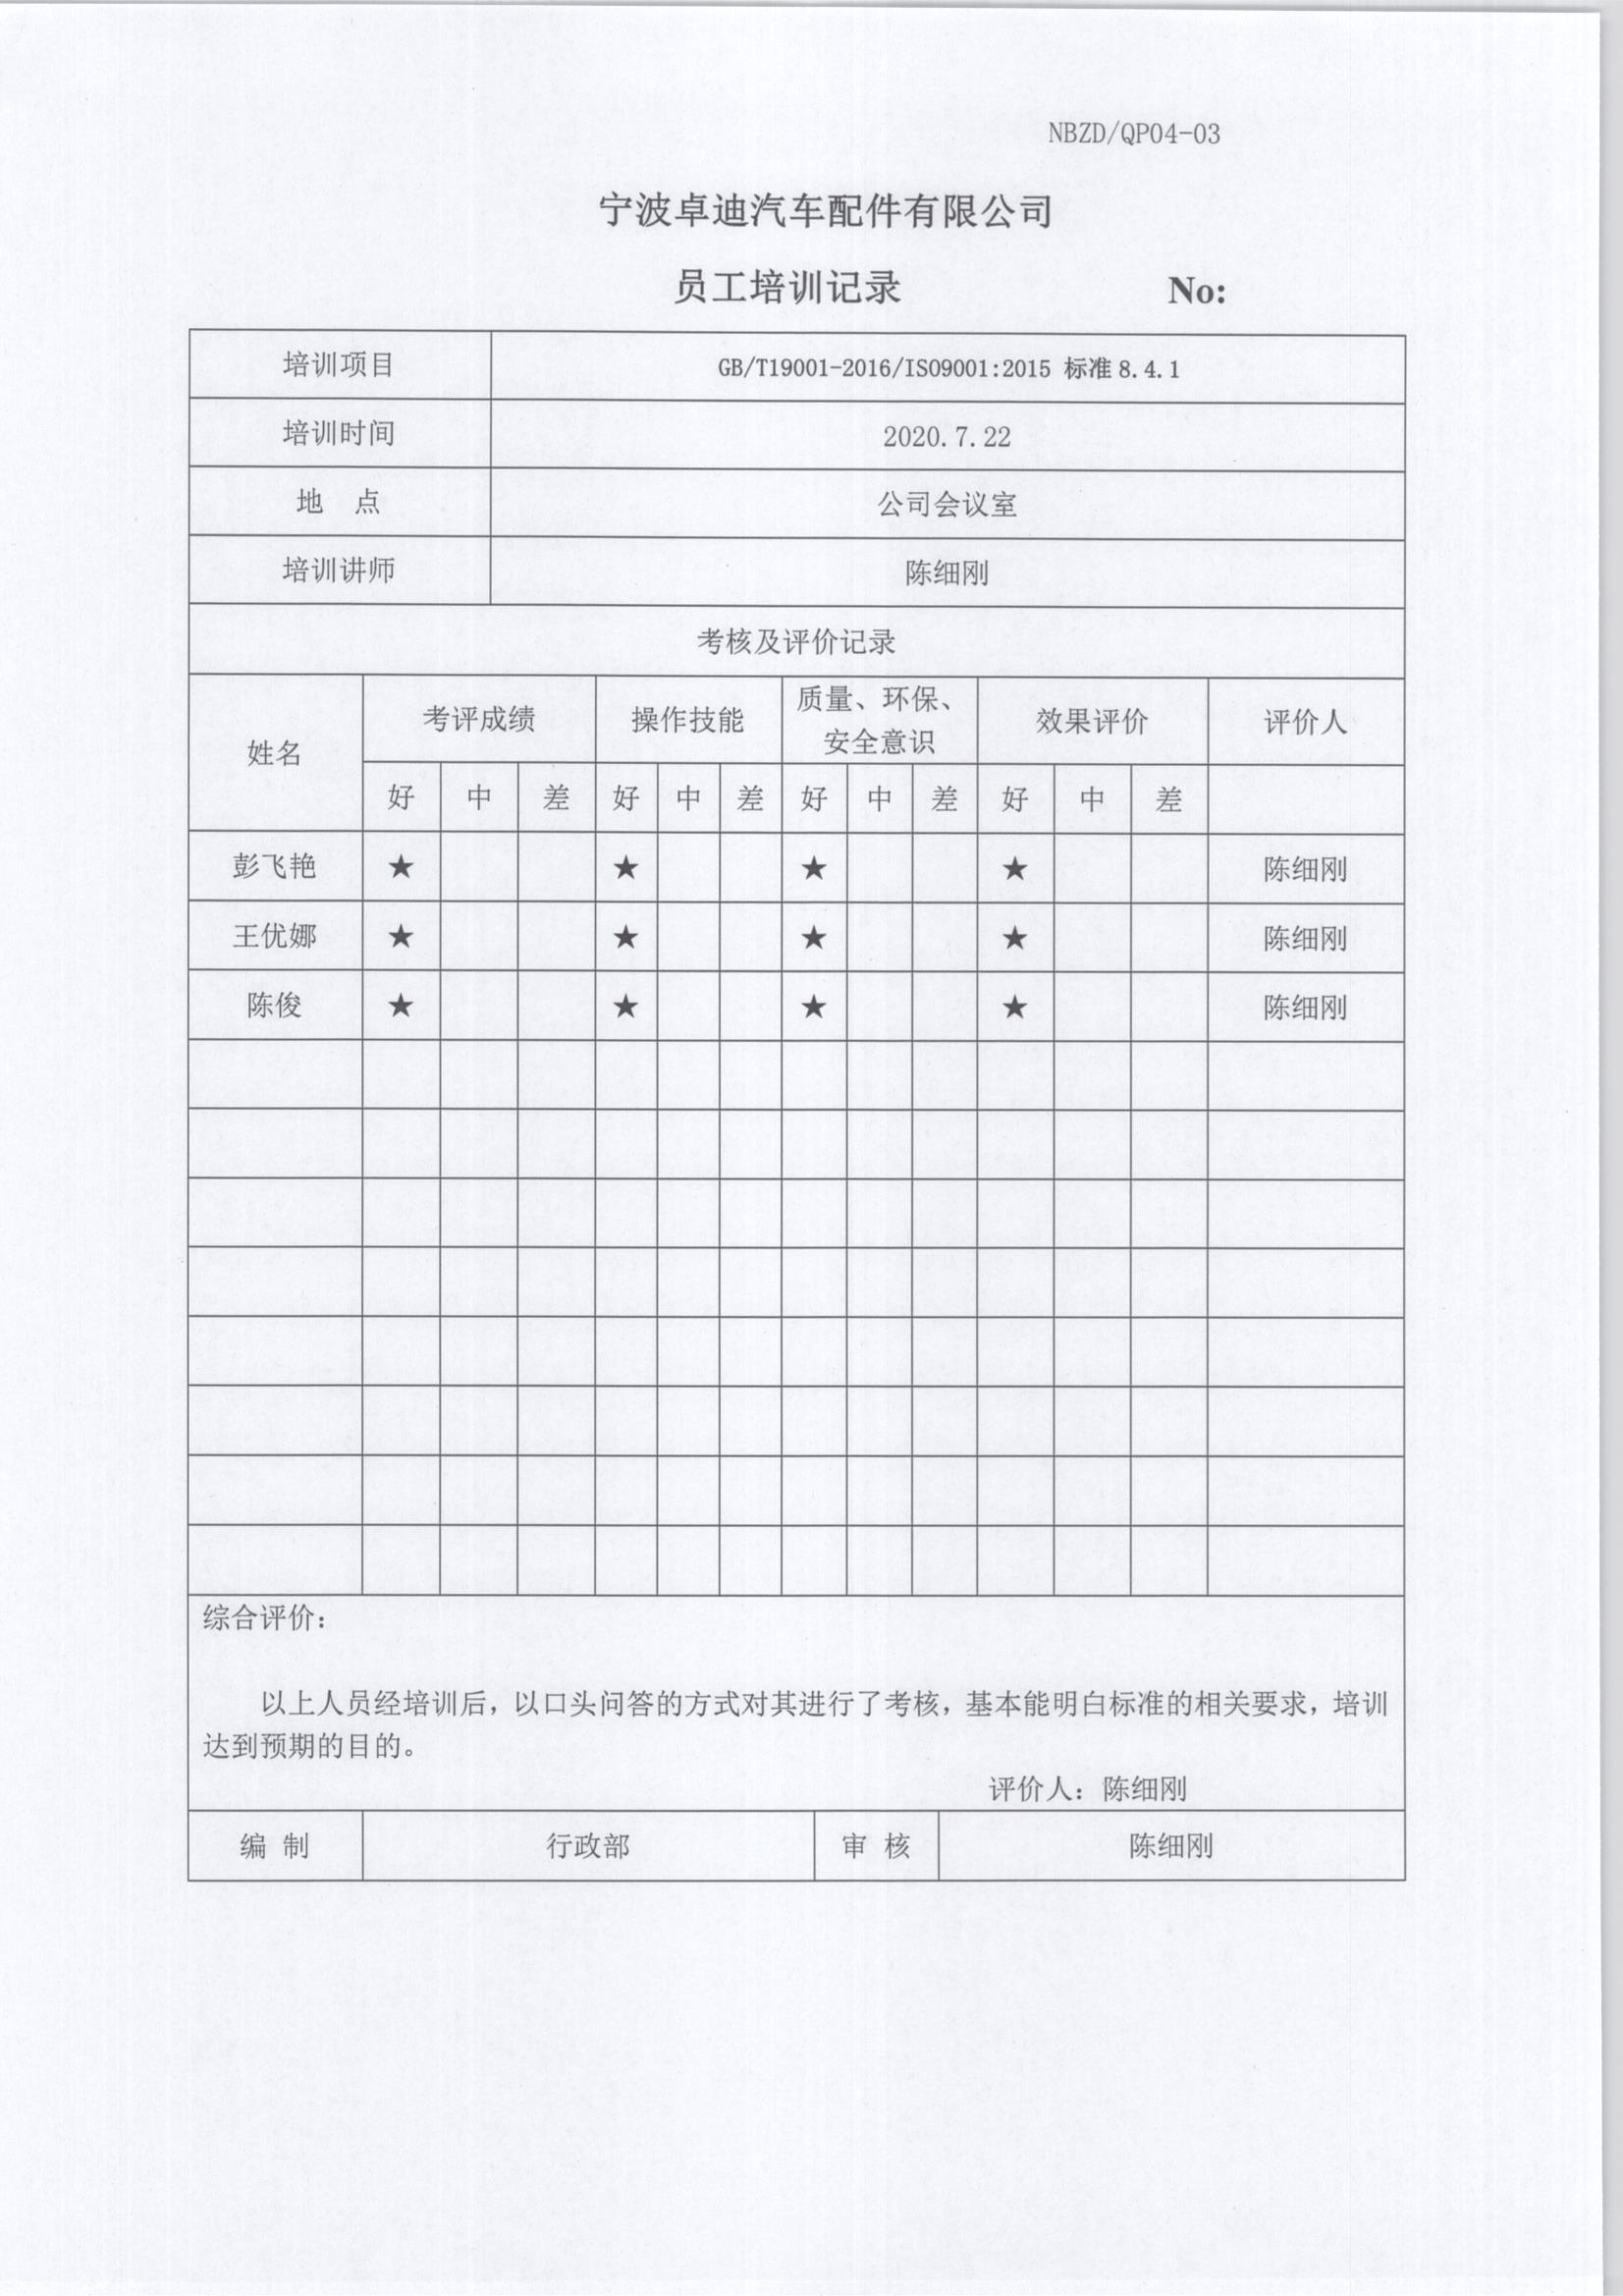 NBZD/QP04-03
宁波卓迪汽车配件有限公司
员工培训记录 No:
培训项目 GB/T19001-2016/ISO9001:2015 标准8.4.1
培训时间 2020.7.22
地 点 公司会议室
培训讲师 陈细刚
考核及评价记录
姓名 考评成绩 操作技能 质量、环保、安全意识 效果评价 评价人
好 中 差 好 中 差 好 中 差 好 中 差
彭飞艳 ★ ★ ★ ★ 陈细刚
王优娜 ★ ★ ★ ★ 陈细刚
陈俊 ★ ★ ★ ★ 陈细刚
综合评价：
以上人员经培训后，以口头问答的方式对其进行了考核，基本能明白标准的相关要求，培训
达到预期的目的。
评价人：陈细刚
编 制 行政部 审 核 陈细刚